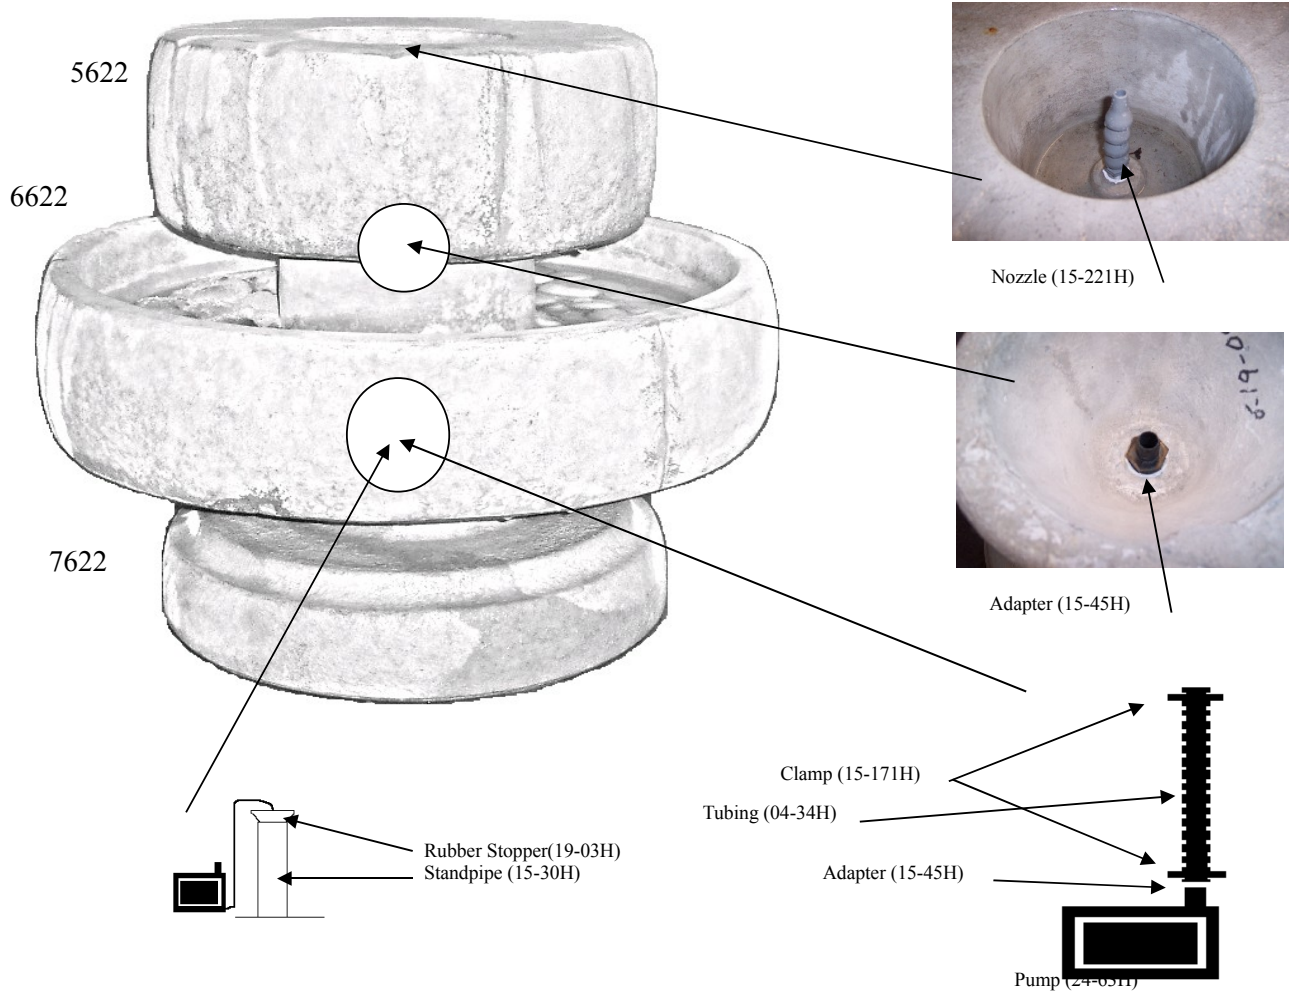 5622
6622
Nozzle (15-221H)
Adapter (15-45H)
7622
Clamp (15-171H)
Tubing (04-34H)
Rubber Stopper(19-03H)
Standpipe (15-30H)
Adapter (15-45H)
Pump